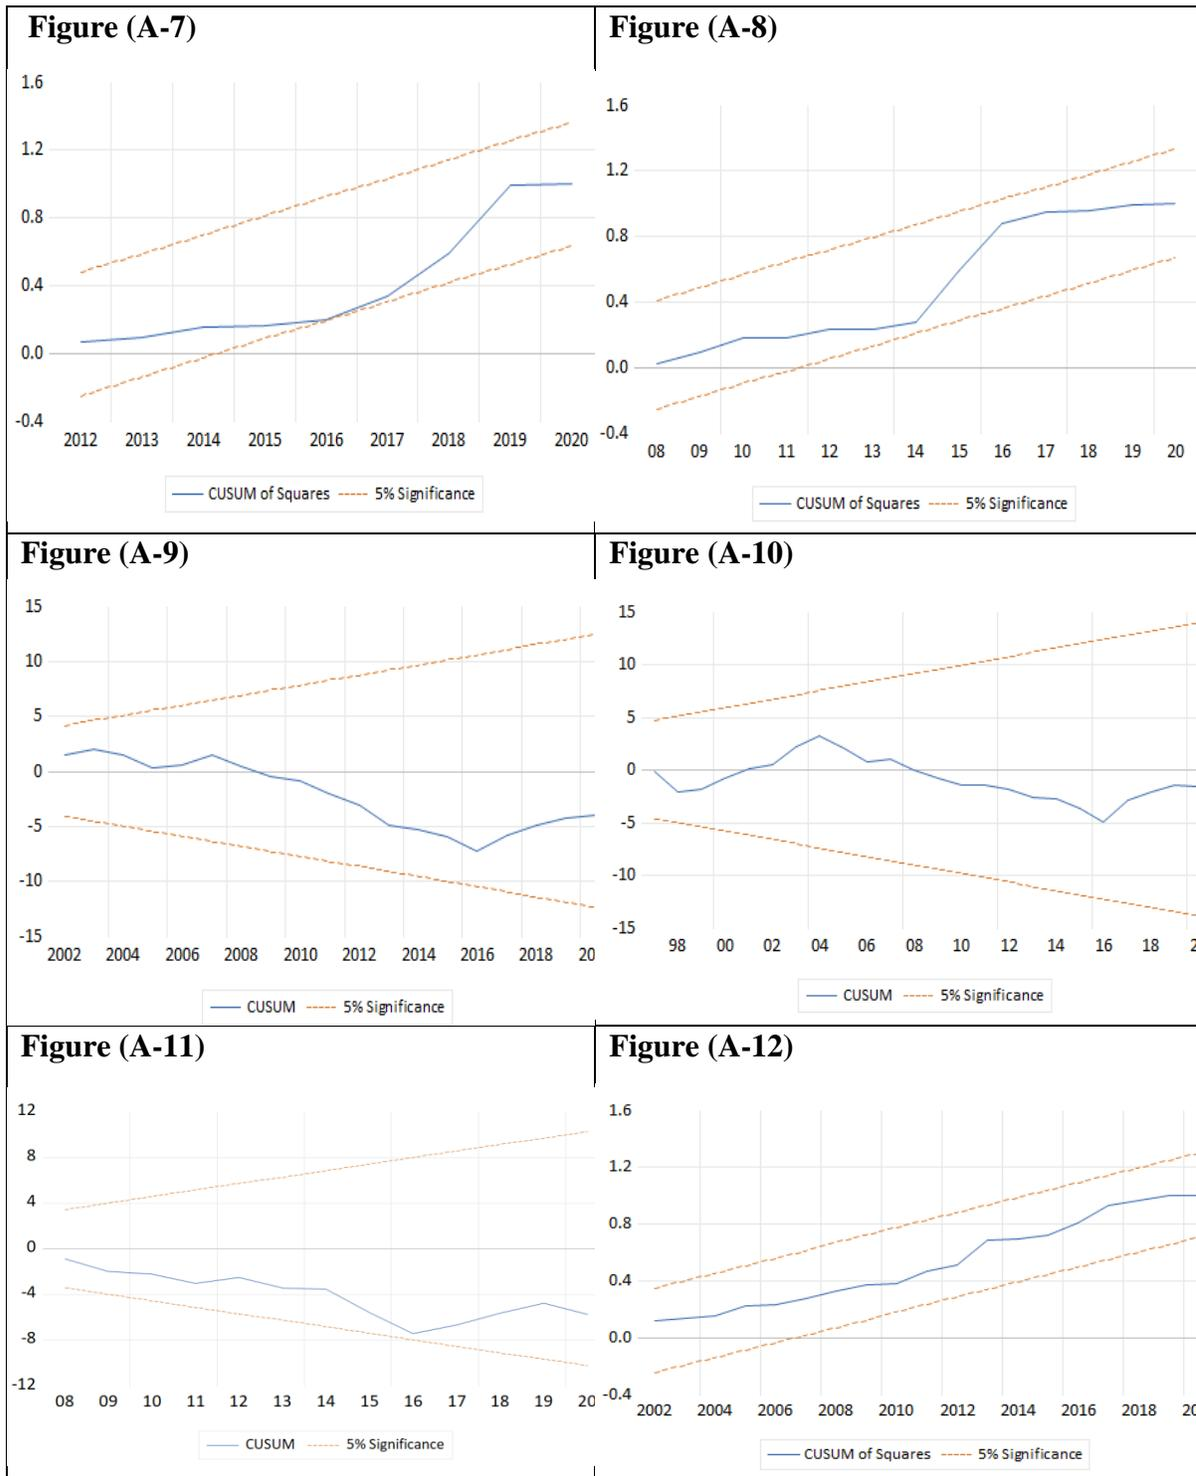 Figure (A-7)
1.6
1.2
0.8
0.4
0.0
-0.4
2012 2013 2014 2015 2016 2017 2018 2019 2020
CUSUM of Squares 5% Significance
Figure (A-8)
1.6
1.2
0.8
0.4
0.0
-0.4
08 09 10 11 12 13 14 15 16 17 18 19 20
CUSUM of Squares 5% Significance
Figure (A-9)
15
10
5
0
-5
-10
-15
2002 2004 2006 2008 2010 2012 2014 2016 2018 20
CUSUM 5% Significance
Figure (A-10)
15
10
5
0
-5
-10
-15
98 00 02 04 06 08 10 12 14 16 18 2
CUSUM 5% Significance
Figure (A-11)
12
8
4
0
-4
-8
-12
08 09 10 11 12 13 14 15 16 17 18 19 20
CUSUM 5% Significance
Figure (A-12)
1.6
1.2
0.8
0.4
0.0
-0.4
2002 2004 2006 2008 2010 2012 2014 2016 2018 20
CUSUM of Squares 5% Significance